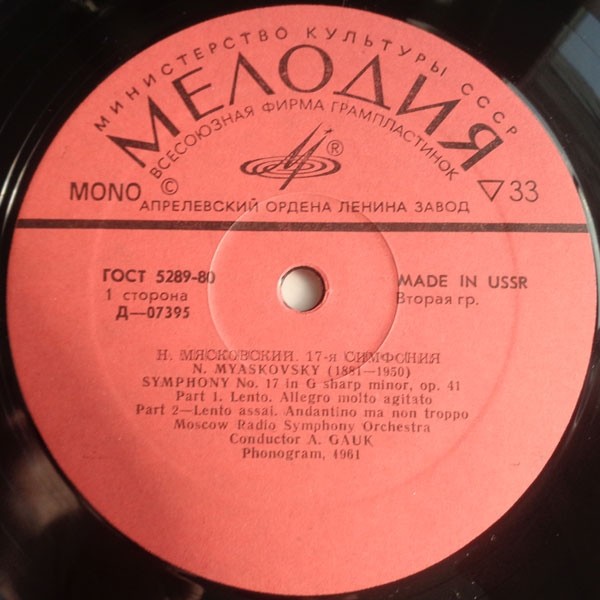 МИНИСТЕРСТВО КУЛЬТУРЫ СССР
МЕЛОДИЯ
ВСЕСОЮЗНАЯ ФИРМА ГРАМПЛАСТИНОК
®
MONO © ▽ 33
АПРЕЛЕВСКИЙ ОРДЕНА ЛЕНИНА ЗАВОД
ГОСТ 5289-80 MADE IN USSR
1 сторона Вторая гр.
Д—07395
Н. МЯСКОВСКИЙ. 17-я СИМФОНИЯ
N. MYASKOVSKY (1881—1950)
SYMPHONY No. 17 in G sharp minor, op. 41
Part 1. Lento. Allegro molto agitato
Part 2—Lento assai. Andantino ma non troppo
Moscow Radio Symphony Orchestra
Conductor A. GAUK
Phonogram, 1961